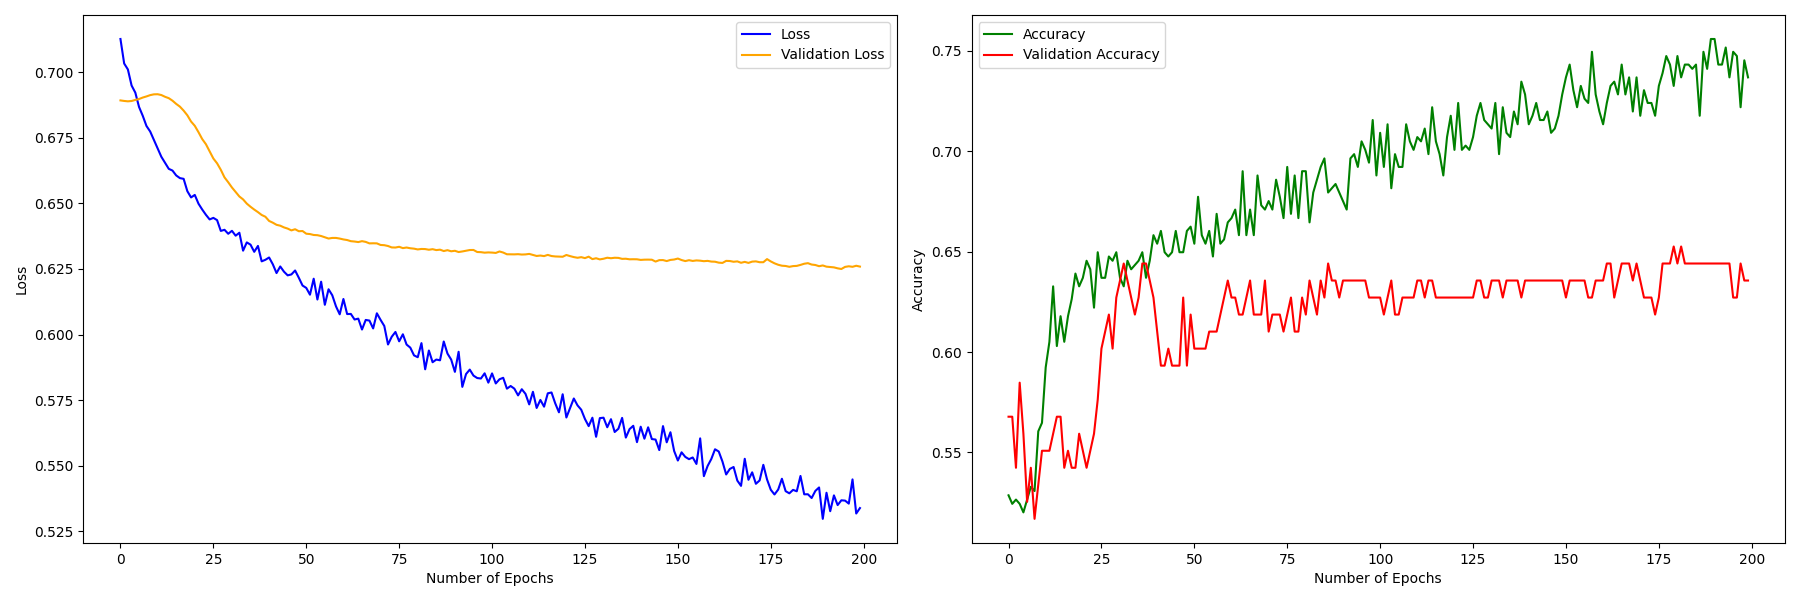 Loss
Validation Loss
0.700
0.675
0.650
0.625
0.600
0.575
0.550
0.525
Loss
0 25 50 75 100 125 150 175 200
Number of Epochs
Accuracy
Validation Accuracy
0.75
0.70
0.65
0.60
0.55
Accuracy
0 25 50 75 100 125 150 175 200
Number of Epochs